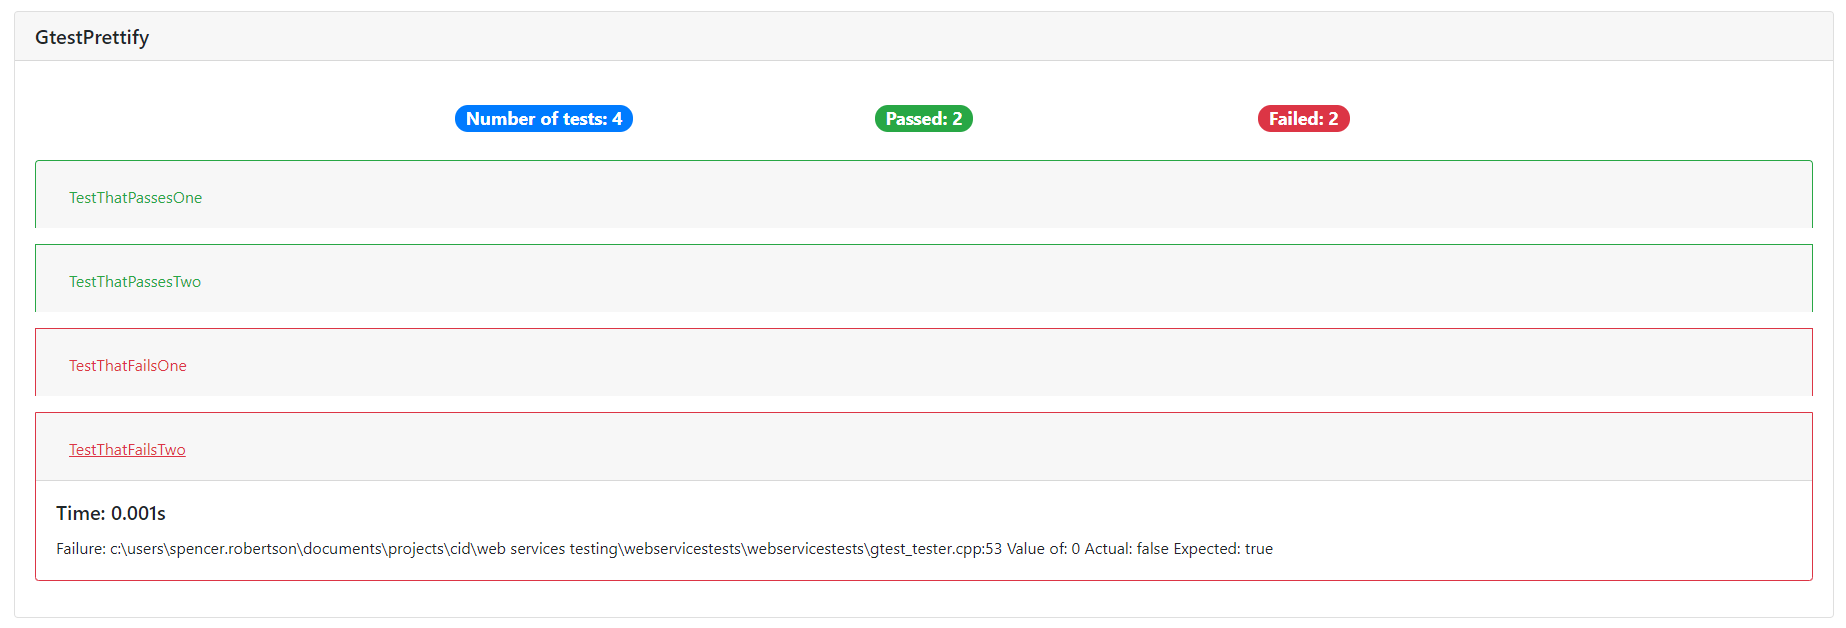 GtestPrettify
Number of tests: 4 Passed: 2 Failed: 2
TestThatPassesOne
TestThatPassesTwo
TestThatFailsOne
TestThatFailsTwo
Time: 0.001s
Failure: c:\users\spencer.robertson\documents\projects\cid\web services testing\webservicestests\webservicestests\gtest_tester.cpp:53 Value of: 0 Actual: false Expected: true